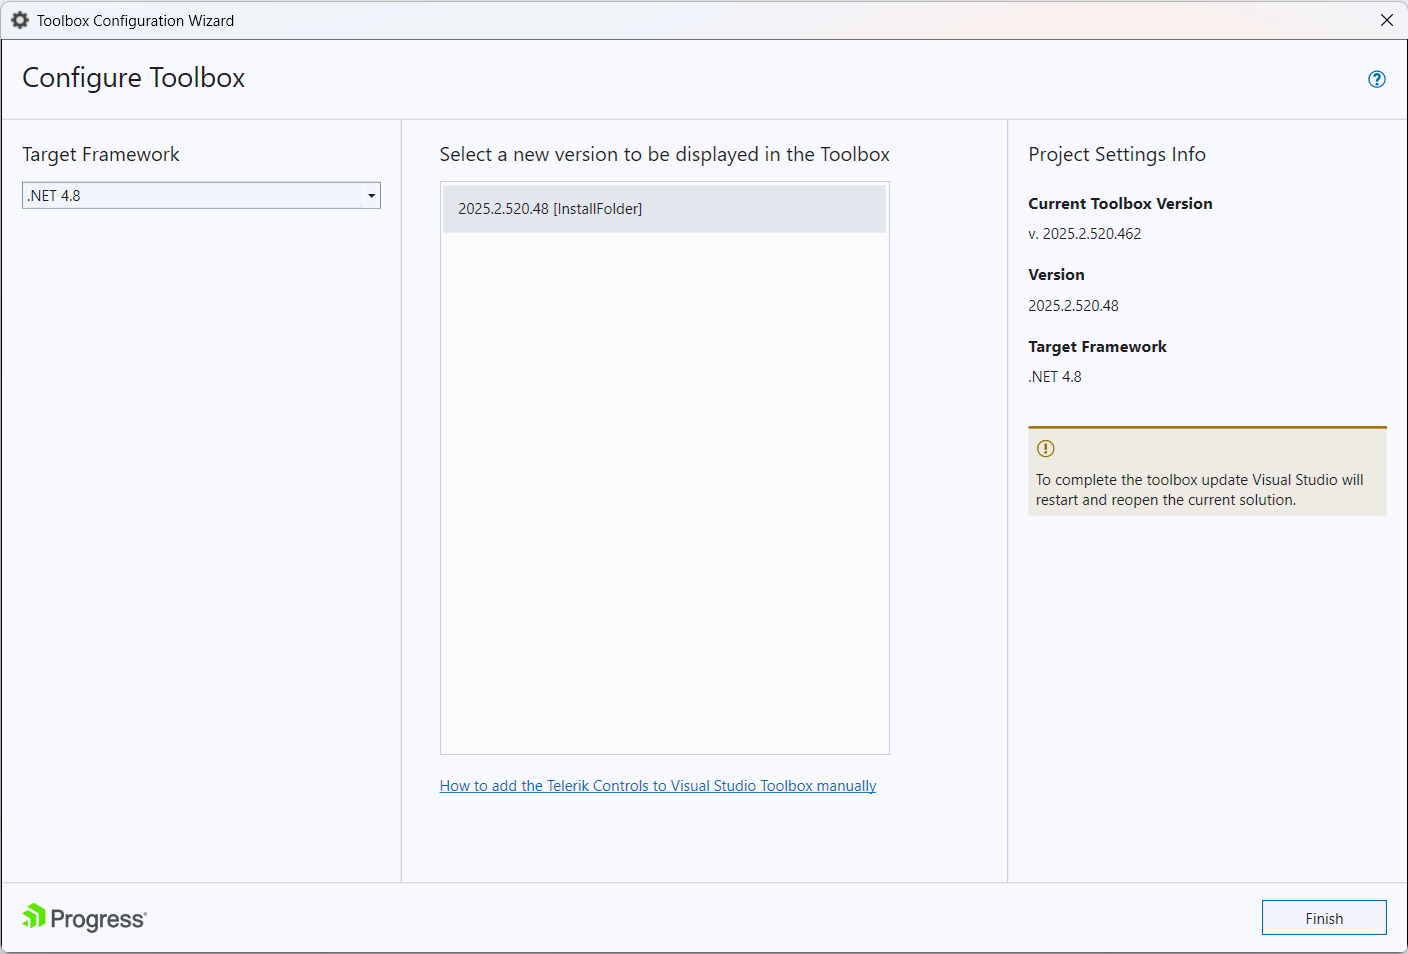 Toolbox Configuration Wizard
Configure Toolbox
Target Framework
.NET 4.8
Select a new version to be displayed in the Toolbox
2025.2.520.48 [InstallFolder]
How to add the Telerik Controls to Visual Studio Toolbox manually
Project Settings Info
Current Toolbox Version
v. 2025.2.520.462
Version
2025.2.520.48
Target Framework
.NET 4.8
To complete the toolbox update Visual Studio will
restart and reopen the current solution.
Progress
Finish